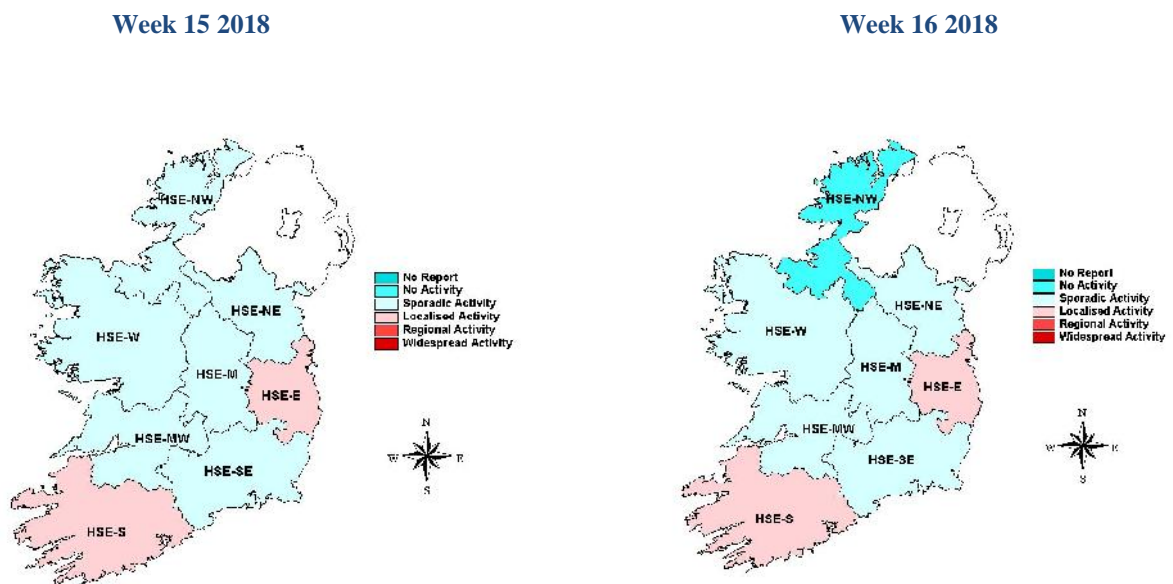 Week 15 2018
Week 16 2018
HSE-NW
HSE-NE
HSE-W
HSE-M
HSE-E
HSE-MW
HSE-SE
HSE-S
No Report
No Activity
Sporadic Activity
Localised Activity
Regional Activity
Widespread Activity
N
W E
S
HSE-NW
HSE-NE
HSE-W
HSE-M
HSE-E
HSE-MW
HSE-SE
HSE-S
No Report
No Activity
Sporadic Activity
Localised Activity
Regional Activity
Widespread Activity
N
W E
S